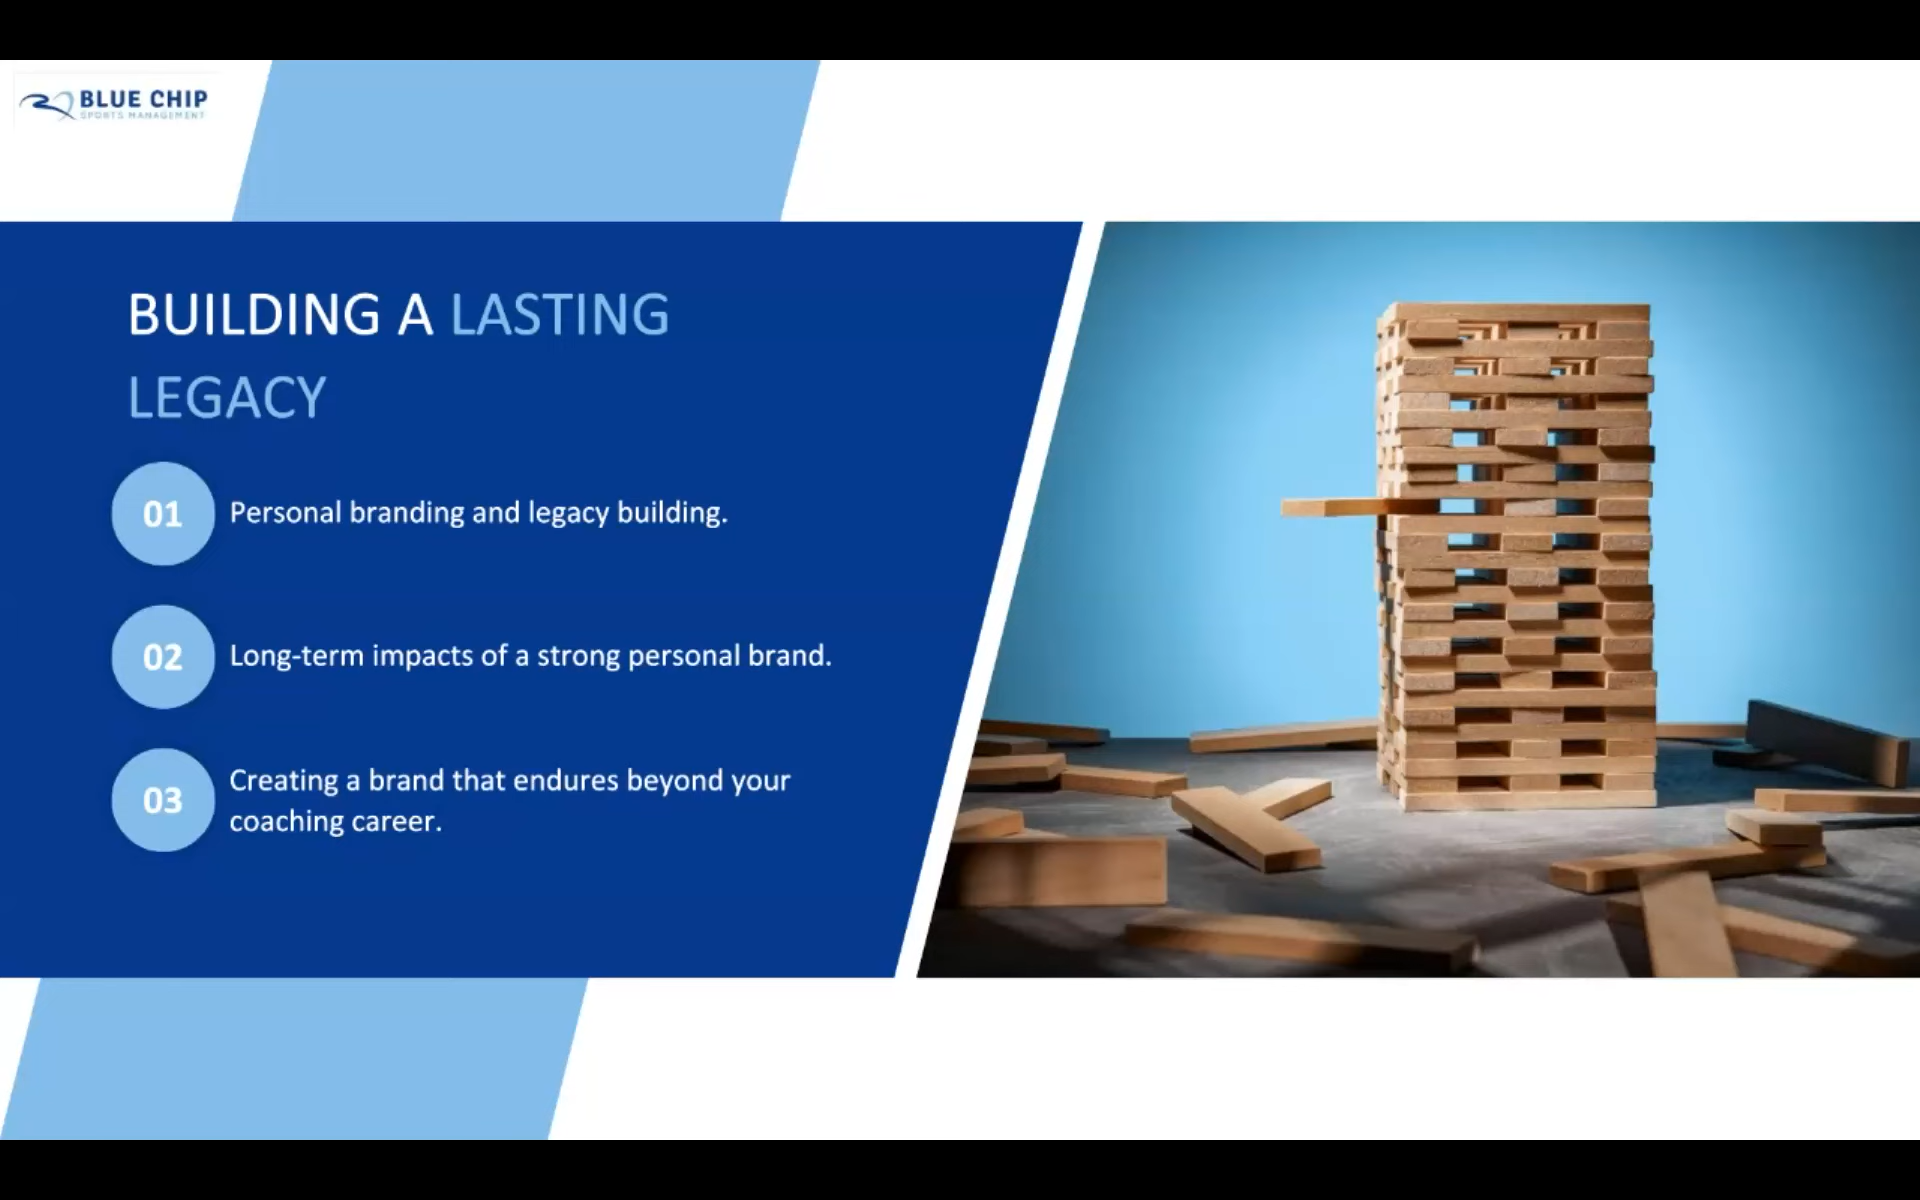 BLUE CHIP
SPORTS MANAGEMENT
BUILDING A LASTING
LEGACY
01
Personal branding and legacy building.
02
Long-term impacts of a strong personal brand.
03
Creating a brand that endures beyond your
coaching career.